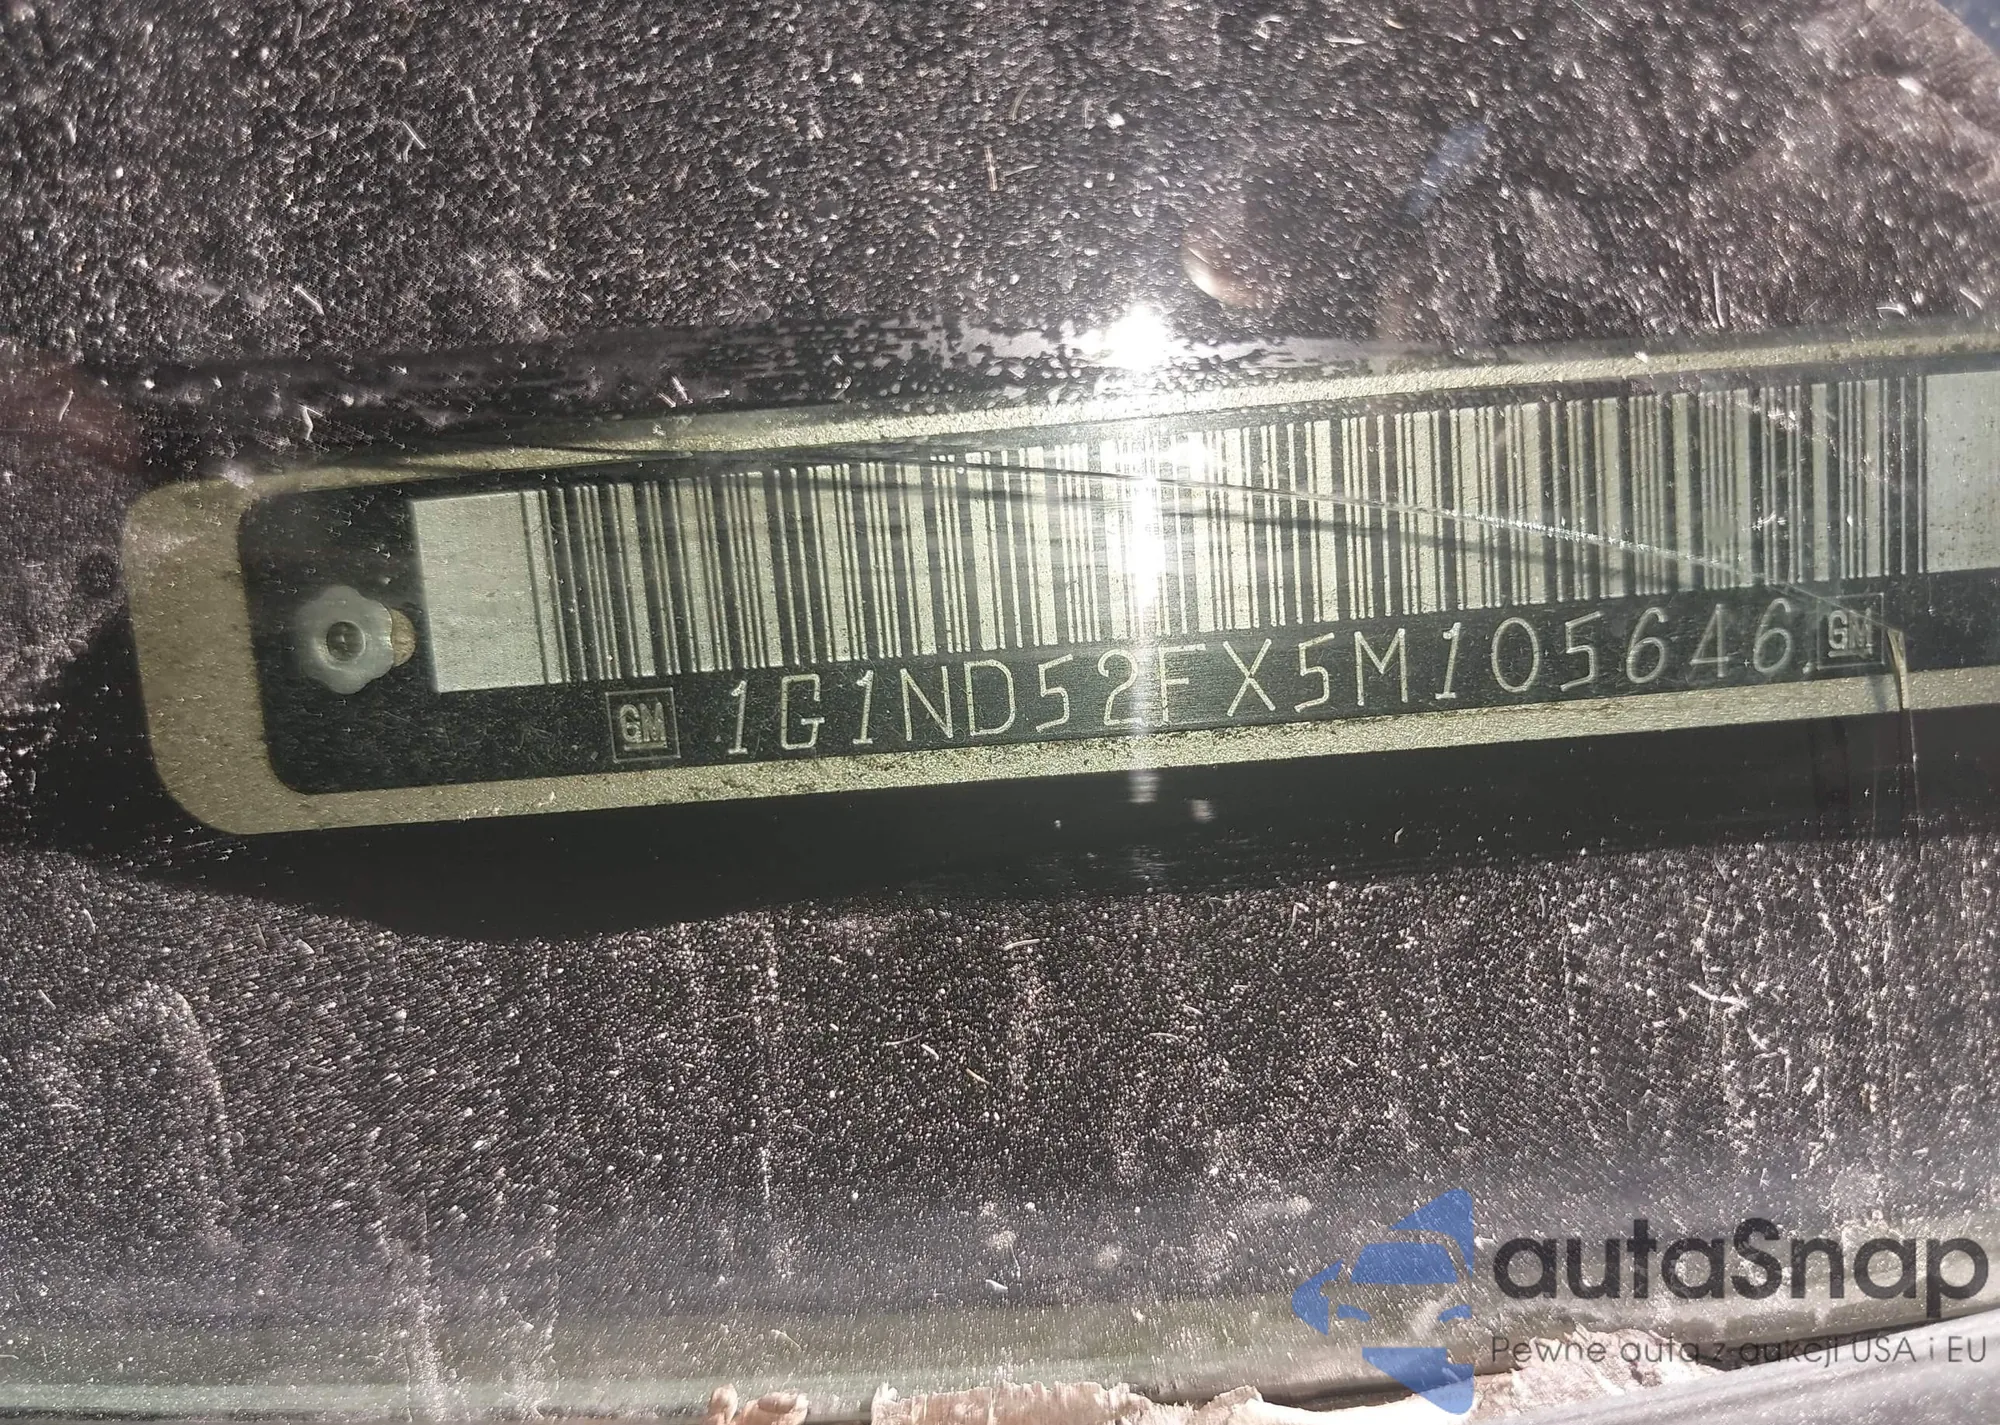 GM 1G1ND52FX5M105646 GM
autaSnap
Pewne auta z aukcji USA i EU